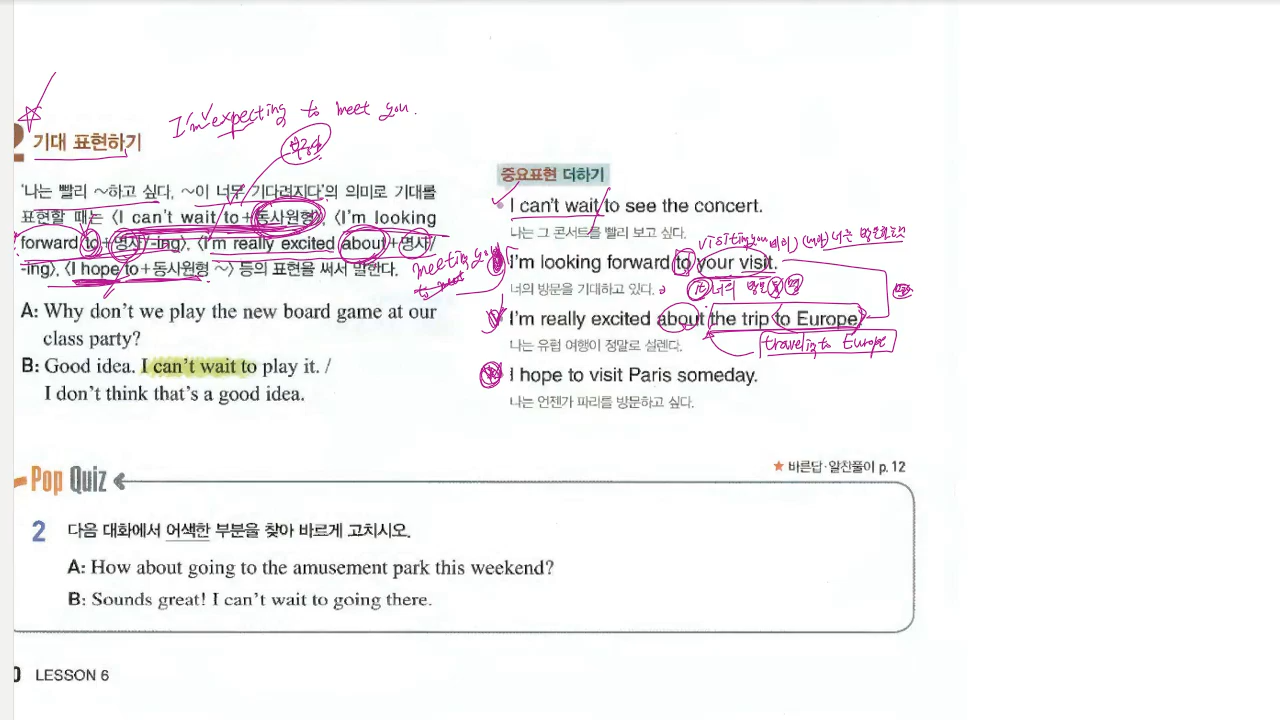 I'm expecting to meet you.
2 기대 표현하기
부정사
'나는 빨리 ~하고 싶다, ~이 너무 기다려지다'의 의미로 기대를
표현할 때는 〈I can't wait to+동사원형〉, 〈I'm looking
forward to+명사/-ing〉, 〈I'm really excited about+명사/
-ing〉, 〈I hope to+동사원형 ~〉 등의 표현을 써서 말한다.
meeting you
A: Why don't we play the new board game at our
class party?
B: Good idea. I can't wait to play it. /
I don't think that's a good idea.
중요표현 더하기
I can't wait to see the concert.
나는 그 콘서트를 빨리 보고 싶다.
visiting you
I'm looking forward to your visit.
너의 방문을 기대하고 있다.
너의 방문
I'm really excited about the trip to Europe.
나는 유럽 여행이 정말로 설렌다.
traveling to Europe
I hope to visit Paris someday.
나는 언젠가 파리를 방문하고 싶다.
★ 바른답·알찬풀이 p. 12
Pop Quiz
2 다음 대화에서 어색한 부분을 찾아 바르게 고치시오.
A: How about going to the amusement park this weekend?
B: Sounds great! I can't wait to going there.
0 LESSON 6